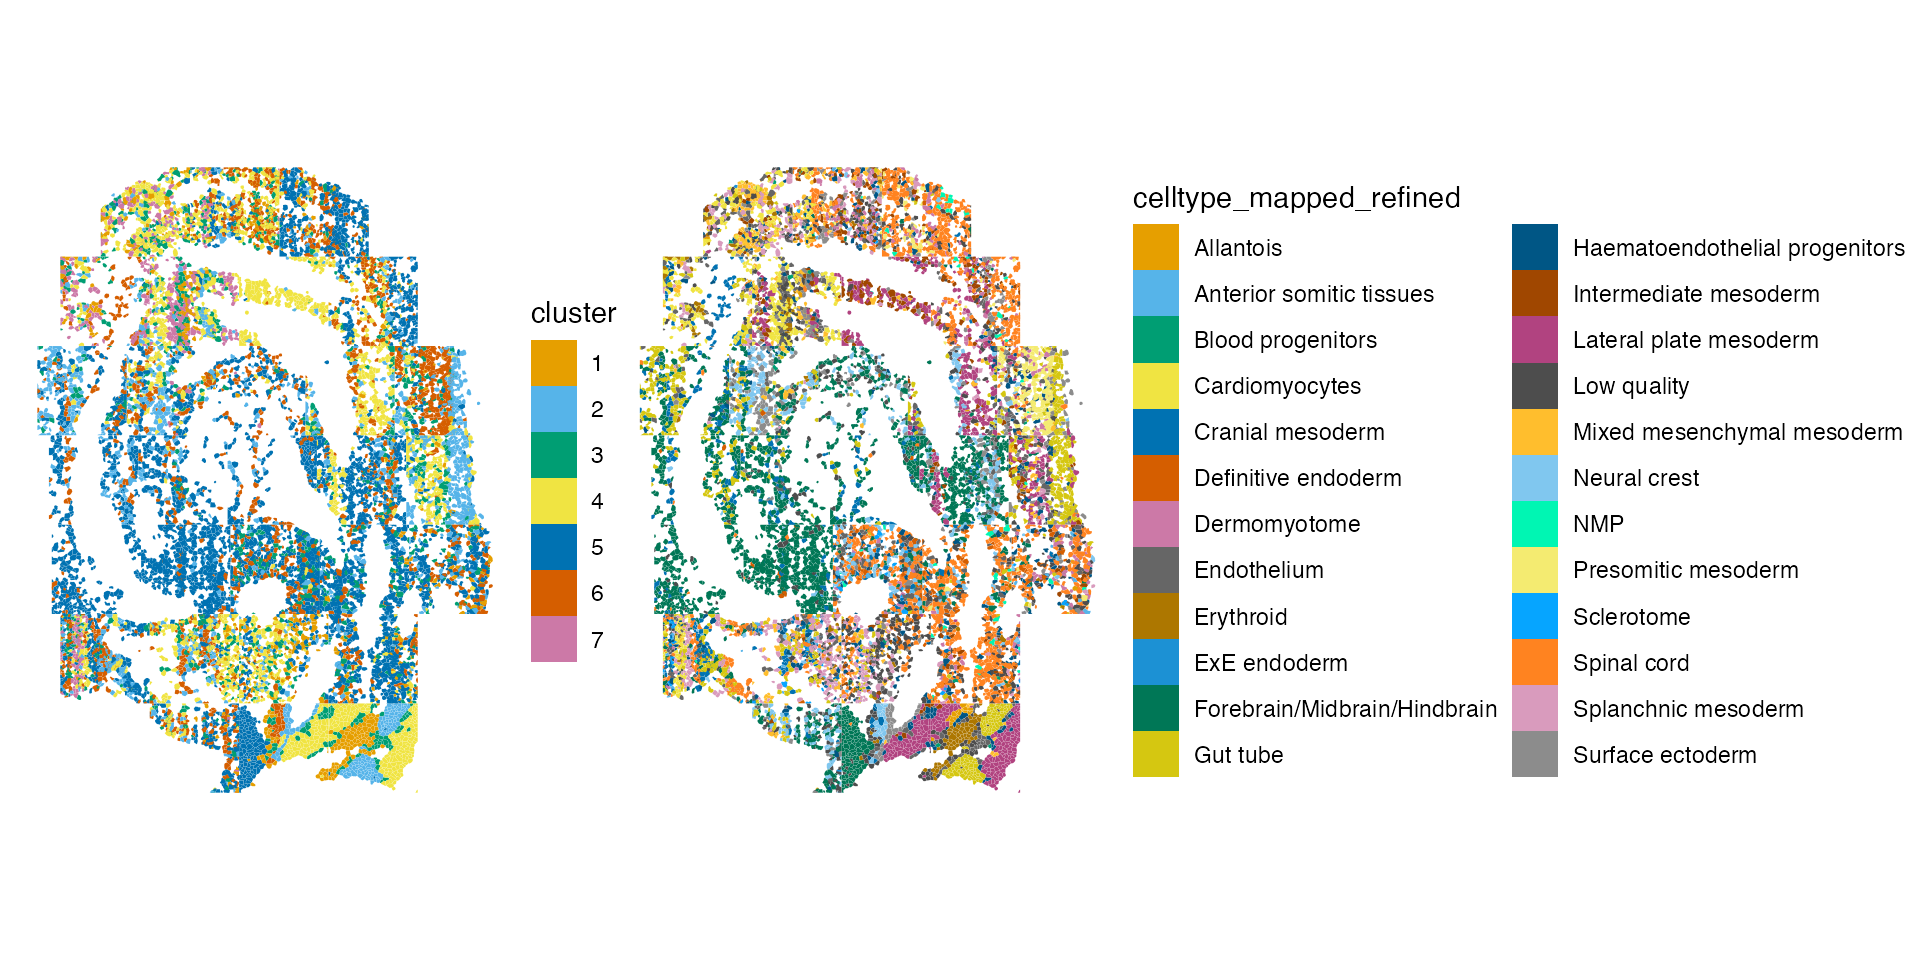 cluster
1
2
3
4
5
6
7
celltype_mapped_refined
Allantois
Anterior somitic tissues
Blood progenitors
Cardiomyocytes
Cranial mesoderm
Definitive endoderm
Dermomyotome
Endothelium
Erythroid
ExE endoderm
Forebrain/Midbrain/Hindbrain
Gut tube
Haematoendothelial progenitors
Intermediate mesoderm
Lateral plate mesoderm
Low quality
Mixed mesenchymal mesoderm
Neural crest
NMP
Presomitic mesoderm
Sclerotome
Spinal cord
Splanchnic mesoderm
Surface ectoderm